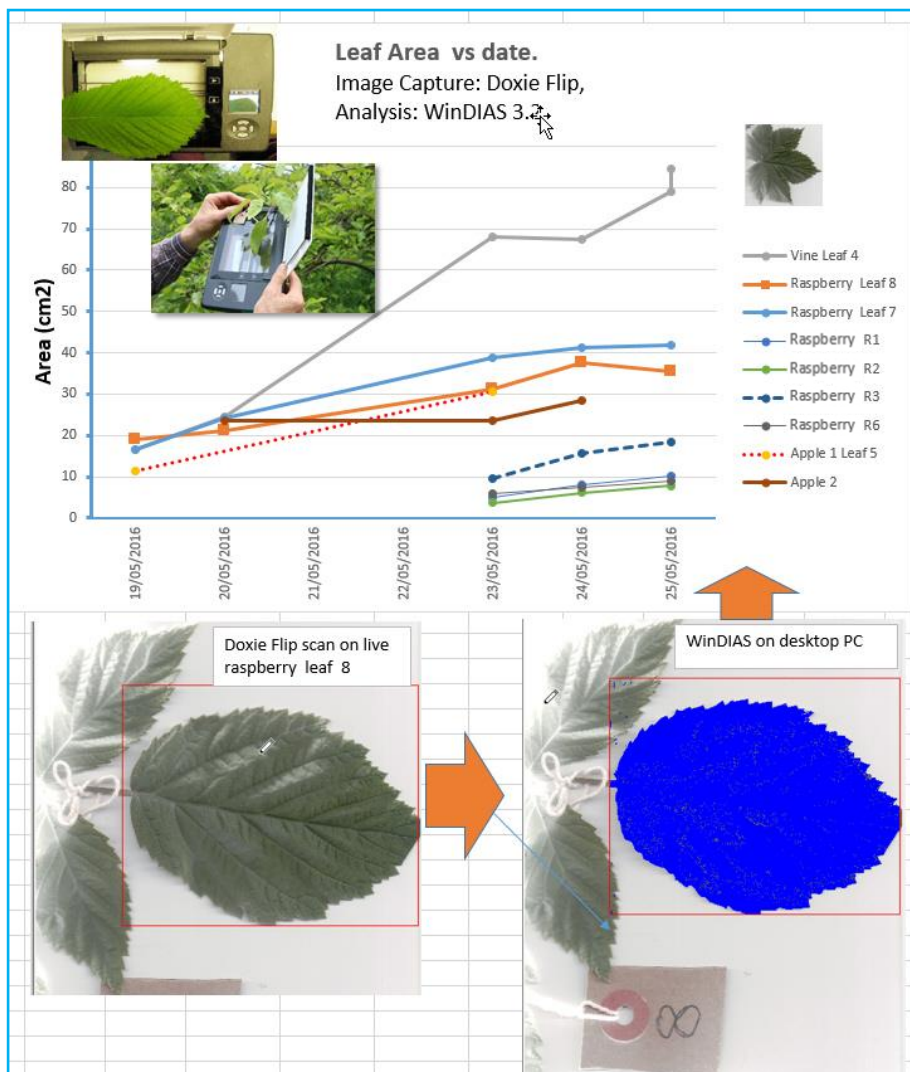 Leaf Area vs date.
Image Capture: Doxie Flip,
Analysis: WinDIAS 3.2
Area (cm2)
80
70
60
50
40
30
20
10
0
19/05/2016
20/05/2016
21/05/2016
22/05/2016
23/05/2016
24/05/2016
25/05/2016
Vine Leaf 4
Raspberry Leaf 8
Raspberry Leaf 7
Raspberry R1
Raspberry R2
Raspberry R3
Raspberry R6
Apple 1 Leaf 5
Apple 2
Doxie Flip scan on live
raspberry leaf 8
WinDIAS on desktop PC
8